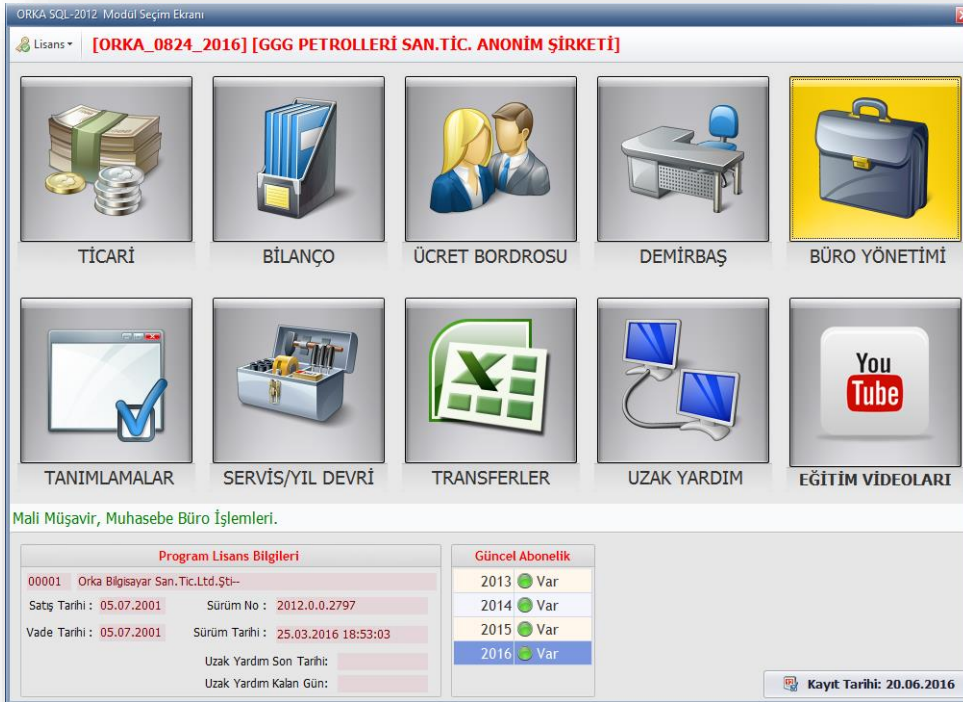 ORKA SQL-2012 Modül Seçim Ekranı
Lisans
[ORKA_0824_2016] [GGG PETROLLERİ SAN.TİC. ANONİM ŞİRKETİ]
TİCARİ
BİLANÇO
ÜCRET BORDROSU
DEMİRBAŞ
BÜRO YÖNETİMİ
You
Tube
TANIMLAMALAR
SERVİS/YIL DEVRİ
TRANSFERLER
UZAK YARDIM
EĞİTİM VİDEOLARI
Mali Müşavir, Muhasebe Büro İşlemleri.
Program Lisans Bilgileri
00001 Orka Bilgisayar San.Tic.Ltd.Şti--
Satış Tarihi : 05.07.2001 Sürüm No : 2012.0.0.2797
Vade Tarihi : 05.07.2001 Sürüm Tarihi : 25.03.2016 18:53:03
Uzak Yardım Son Tarihi:
Uzak Yardım Kalan Gün:
Güncel Abonelik
2013 Var
2014 Var
2015 Var
2016 Var
Kayıt Tarihi: 20.06.2016